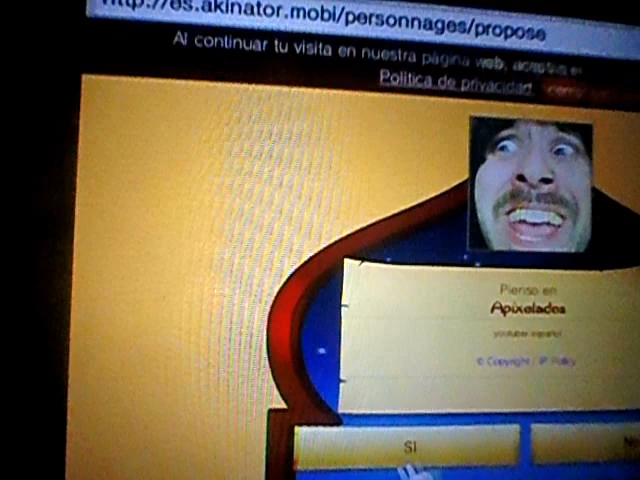 http://es.akinator.mobi/personnages/propose
Al continuar tu visita en nuestra página web, aceptas
Política de privacidad
Pienso en
Apixelados
youtuber español
© Copyright / IP Policy
Sí